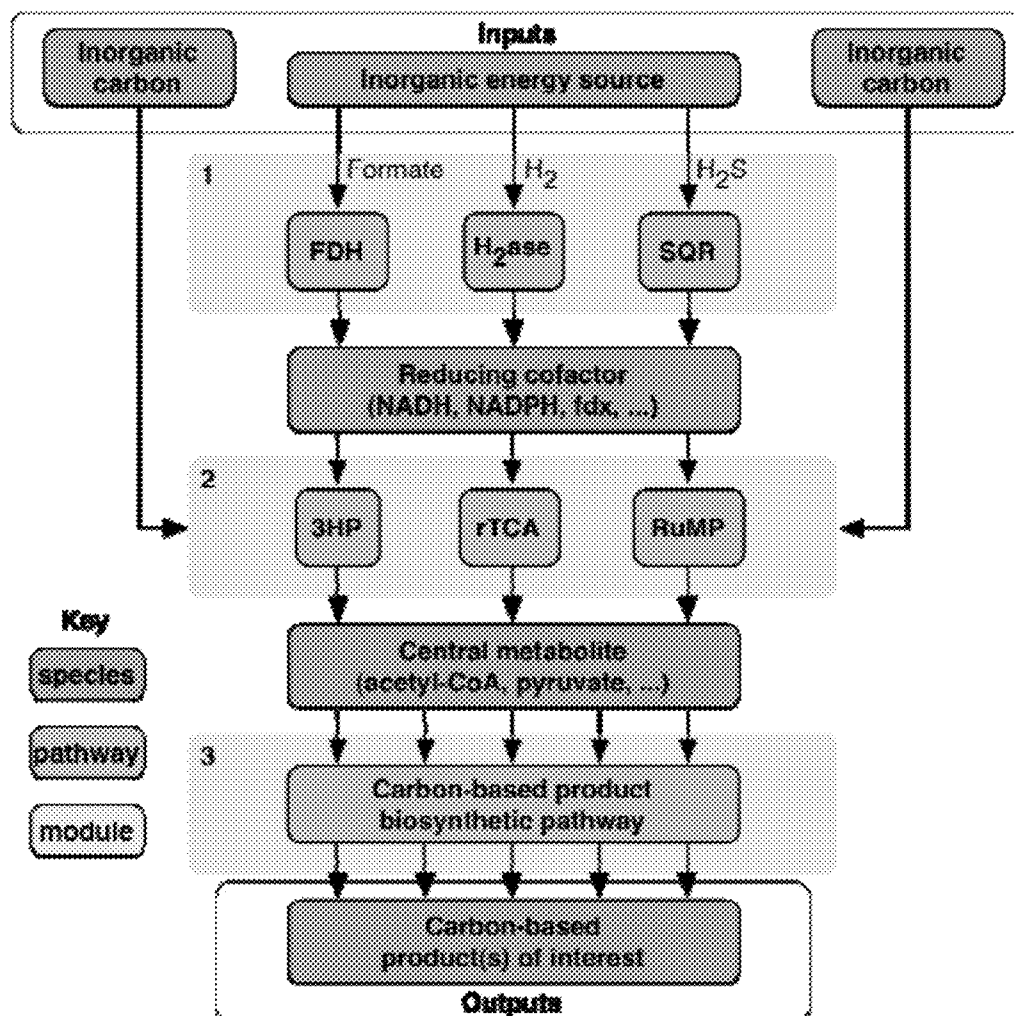 Inputs
Inorganic
carbon
Inorganic energy source
Inorganic
carbon
1
Formate
H2
H2S
FDH
H2ase
SQR
Reducing cofactor
(NADH, NADPH, fdx, ...)
2
3HP
rTCA
RuMP
Central metabolite
(acetyl-CoA, pyruvate, ...)
Key
species
pathway
module
3
Carbon-based product
biosynthetic pathway
Carbon-based
product(s) of interest
Outputs